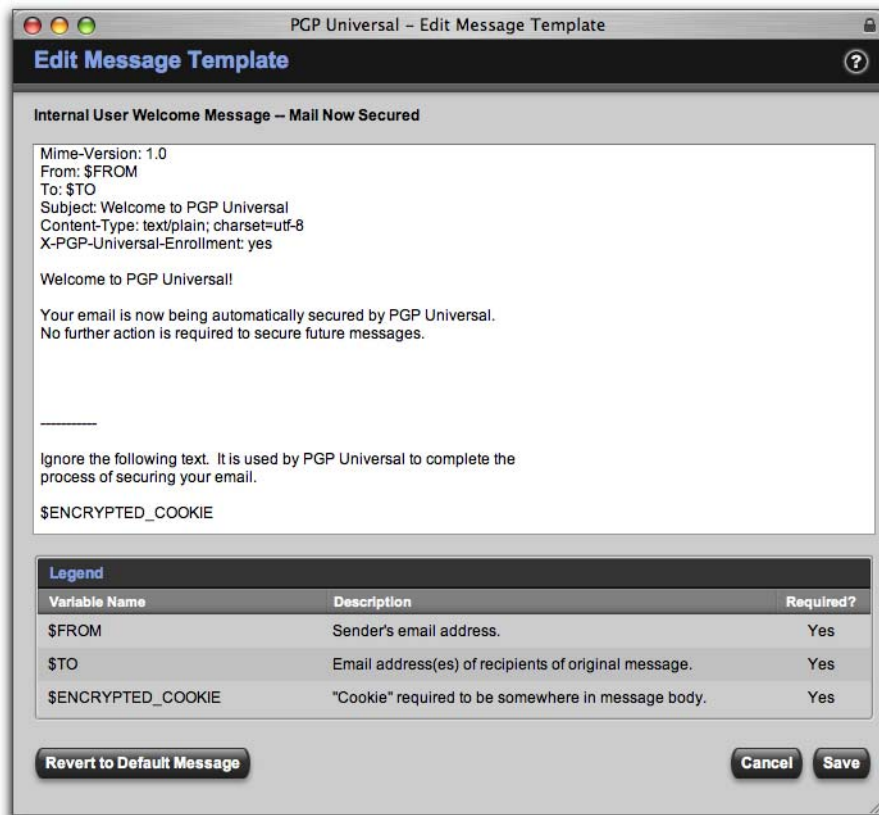 PGP Universal – Edit Message Template
Edit Message Template
?
Internal User Welcome Message -- Mail Now Secured
Mime-Version: 1.0
From: $FROM
To: $TO
Subject: Welcome to PGP Universal
Content-Type: text/plain; charset=utf-8
X-PGP-Universal-Enrollment: yes
Welcome to PGP Universal!
Your email is now being automatically secured by PGP Universal.
No further action is required to secure future messages.
-----------
Ignore the following text.  It is used by PGP Universal to complete the
process of securing your email.
$ENCRYPTED_COOKIE
Legend
Variable Name Description Required?
$FROM Sender's email address. Yes
$TO Email address(es) of recipients of original message. Yes
$ENCRYPTED_COOKIE "Cookie" required to be somewhere in message body. Yes
Revert to Default Message Cancel Save